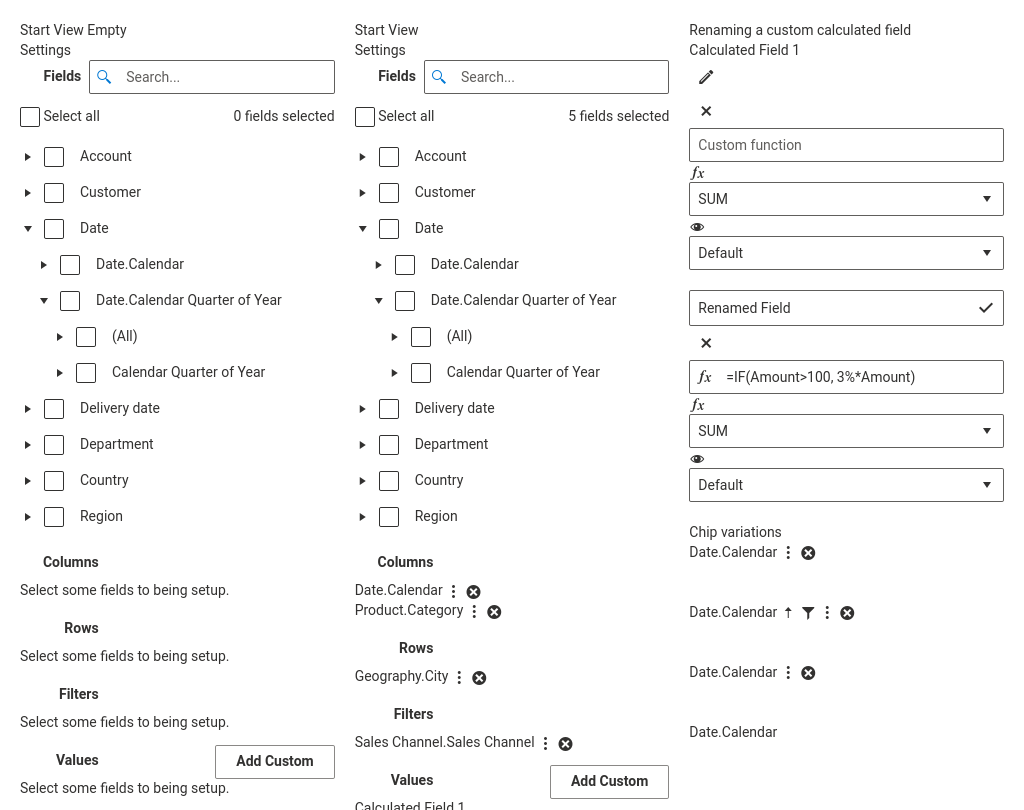 Start View Empty
Settings
Fields
Search...
Select all
0 fields selected
Account
Customer
Date
Date.Calendar
Date.Calendar Quarter of Year
(All)
Calendar Quarter of Year
Delivery date
Department
Country
Region
Columns
Select some fields to being setup.
Rows
Select some fields to being setup.
Filters
Select some fields to being setup.
Values
Add Custom
Select some fields to being setup.
Start View
Settings
Fields
Search...
Select all
5 fields selected
Account
Customer
Date
Date.Calendar
Date.Calendar Quarter of Year
(All)
Calendar Quarter of Year
Delivery date
Department
Country
Region
Columns
Date.Calendar
Product.Category
Rows
Geography.City
Filters
Sales Channel.Sales Channel
Values
Add Custom
Calculated Field 1
Renaming a custom calculated field
Calculated Field 1
Custom function
fx
SUM
Default
Renamed Field
fx =IF(Amount>100, 3%*Amount)
fx
SUM
Default
Chip variations
Date.Calendar
Date.Calendar
Date.Calendar
Date.Calendar